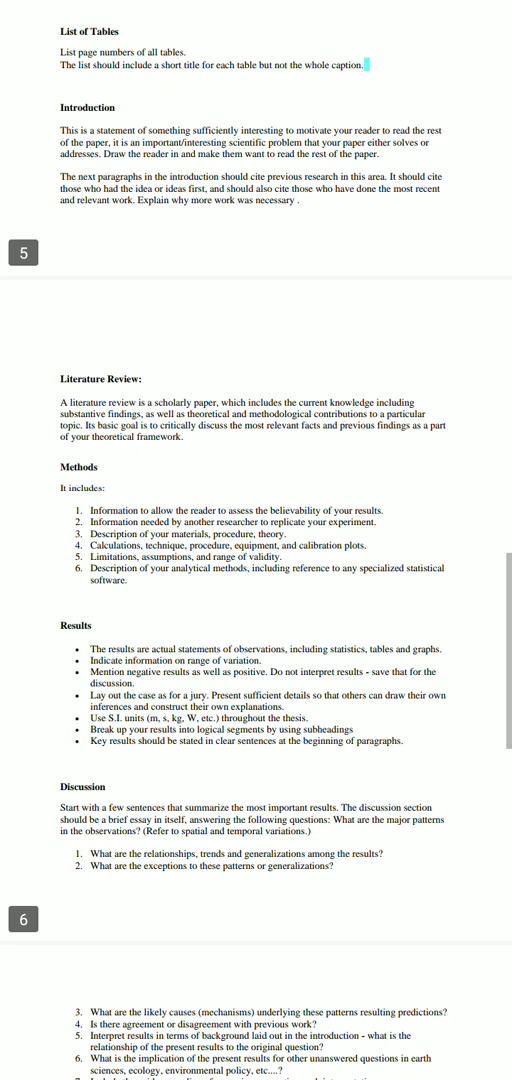 List of Tables
List page numbers of all tables.
The list should include a short title for each table but not the whole caption.
Introduction
This is a statement of something sufficiently interesting to motivate your reader to read the rest
of the paper, it is an important/interesting scientific problem that your paper either solves or
addresses. Draw the reader in and make them want to read the rest of the paper.
The next paragraphs in the introduction should cite previous research in this area. It should cite
those who had the idea or ideas first, and should also cite those who have done the most recent
and relevant work. Explain why more work was necessary .
5
Literature Review:
A literature review is a scholarly paper, which includes the current knowledge including
substantive findings, as well as theoretical and methodological contributions to a particular
topic. Its basic goal is to critically discuss the most relevant facts and previous findings as a part
of your theoretical framework.
Methods
It includes:
1. Information to allow the reader to assess the believability of your results.
2. Information needed by another researcher to replicate your experiment.
3. Description of your materials, procedure, theory.
4. Calculations, technique, procedure, equipment, and calibration plots.
5. Limitations, assumptions, and range of validity.
6. Description of your analytical methods, including reference to any specialized statistical
software.
Results
• The results are actual statements of observations, including statistics, tables and graphs.
• Indicate information on range of variation.
• Mention negative results as well as positive. Do not interpret results - save that for the
discussion.
• Lay out the case as for a jury. Present sufficient details so that others can draw their own
inferences and construct their own explanations.
• Use S.I. units (m, s, kg, W, etc.) throughout the thesis.
• Break up your results into logical segments by using subheadings
• Key results should be stated in clear sentences at the beginning of paragraphs.
Discussion
Start with a few sentences that summarize the most important results. The discussion section
should be a brief essay in itself, answering the following questions: What are the major patterns
in the observations? (Refer to spatial and temporal variations.)
1. What are the relationships, trends and generalizations among the results?
2. What are the exceptions to these patterns or generalizations?
6
3. What are the likely causes (mechanisms) underlying these patterns resulting predictions?
4. Is there agreement or disagreement with previous work?
5. Interpret results in terms of background laid out in the introduction - what is the
relationship of the present results to the original question?
6. What is the implication of the present results for other unanswered questions in earth
sciences, ecology, environmental policy, etc....?